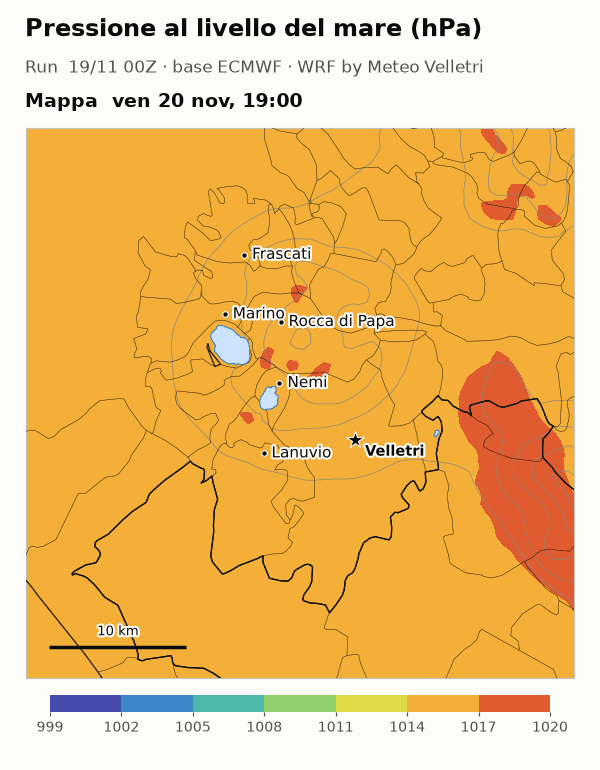 Pressione al livello del mare (hPa)
Run  19/11 00Z · base ECMWF · WRF by Meteo Velletri
Mappa  ven 20 nov, 19:00
Frascati
Marino
Rocca di Papa
Nemi
Velletri
Lanuvio
10 km
999 1002 1005 1008 1011 1014 1017 1020